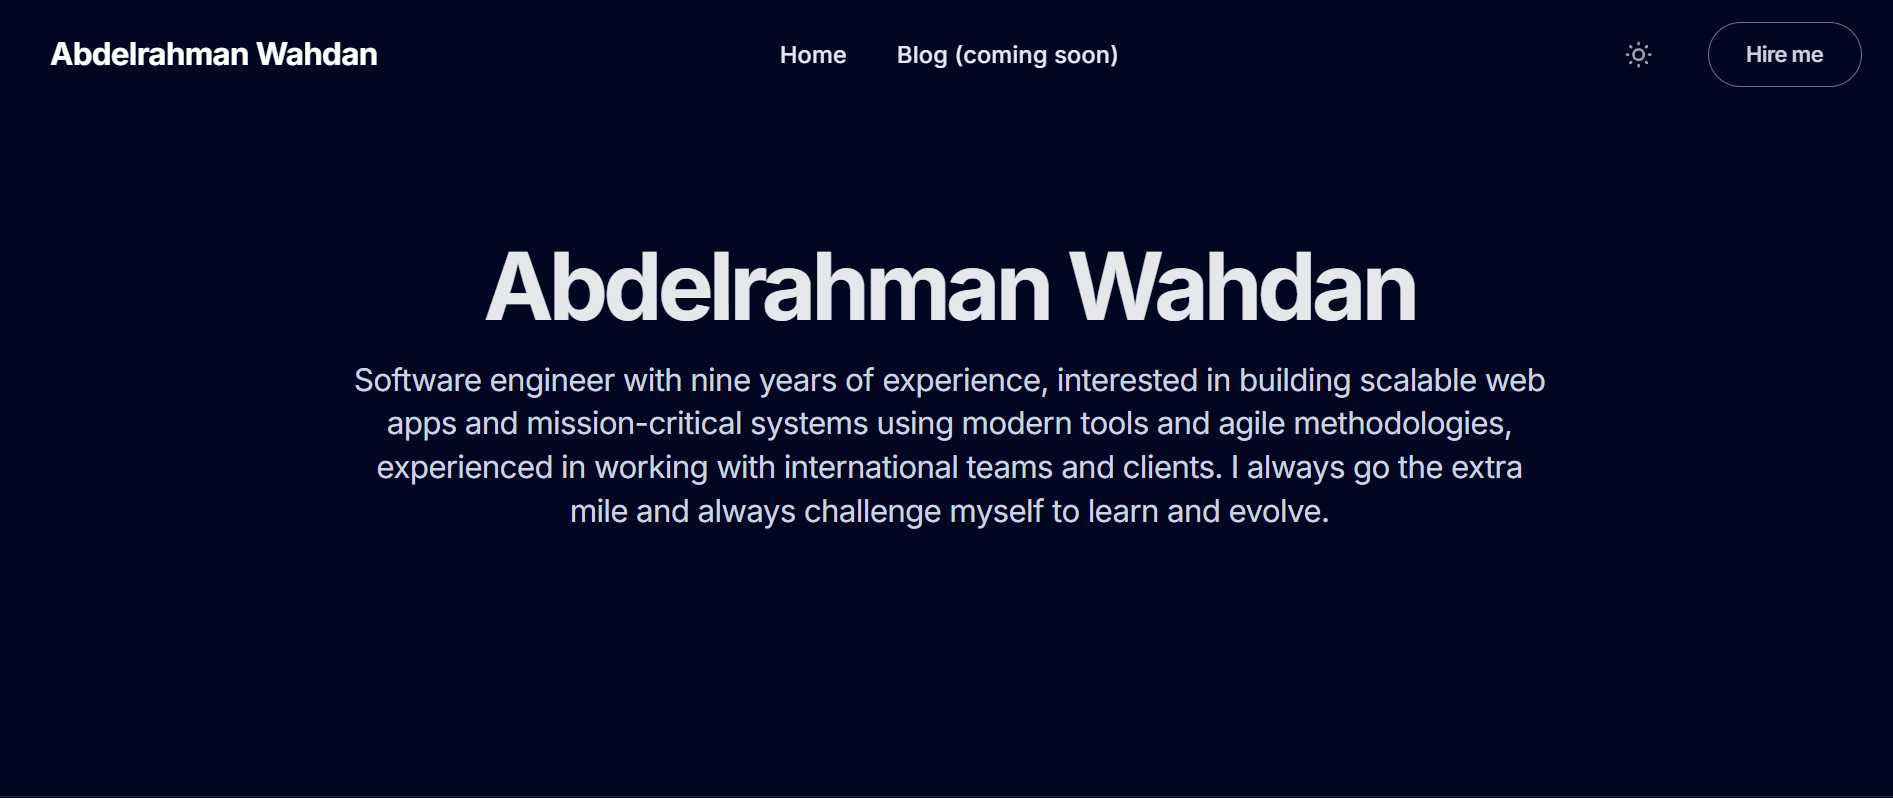 Abdelrahman Wahdan
Home
Blog (coming soon)
Hire me
Abdelrahman Wahdan
Software engineer with nine years of experience, interested in building scalable web
apps and mission-critical systems using modern tools and agile methodologies,
experienced in working with international teams and clients. I always go the extra
mile and always challenge myself to learn and evolve.